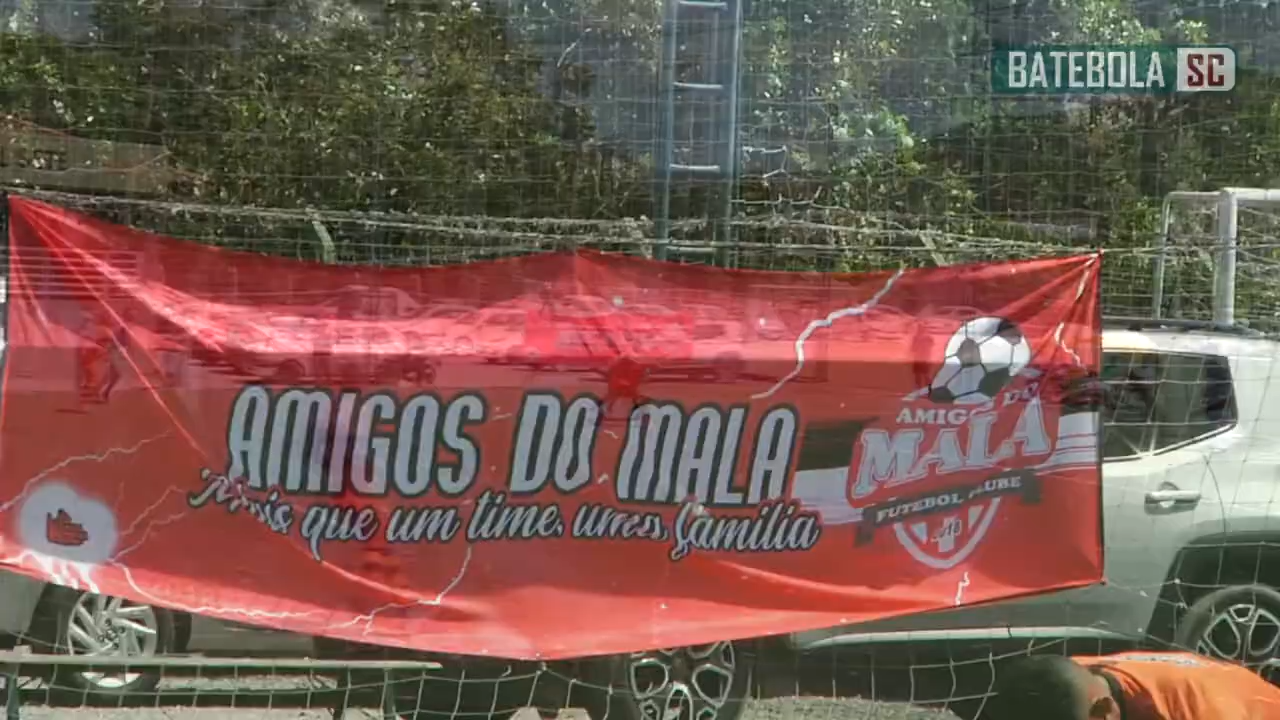 BATEBOLA SC
AMIGOS DO MALA
Mais que um time, uma família
AMIGOS DO
MALA
FUTEBOL CLUBE